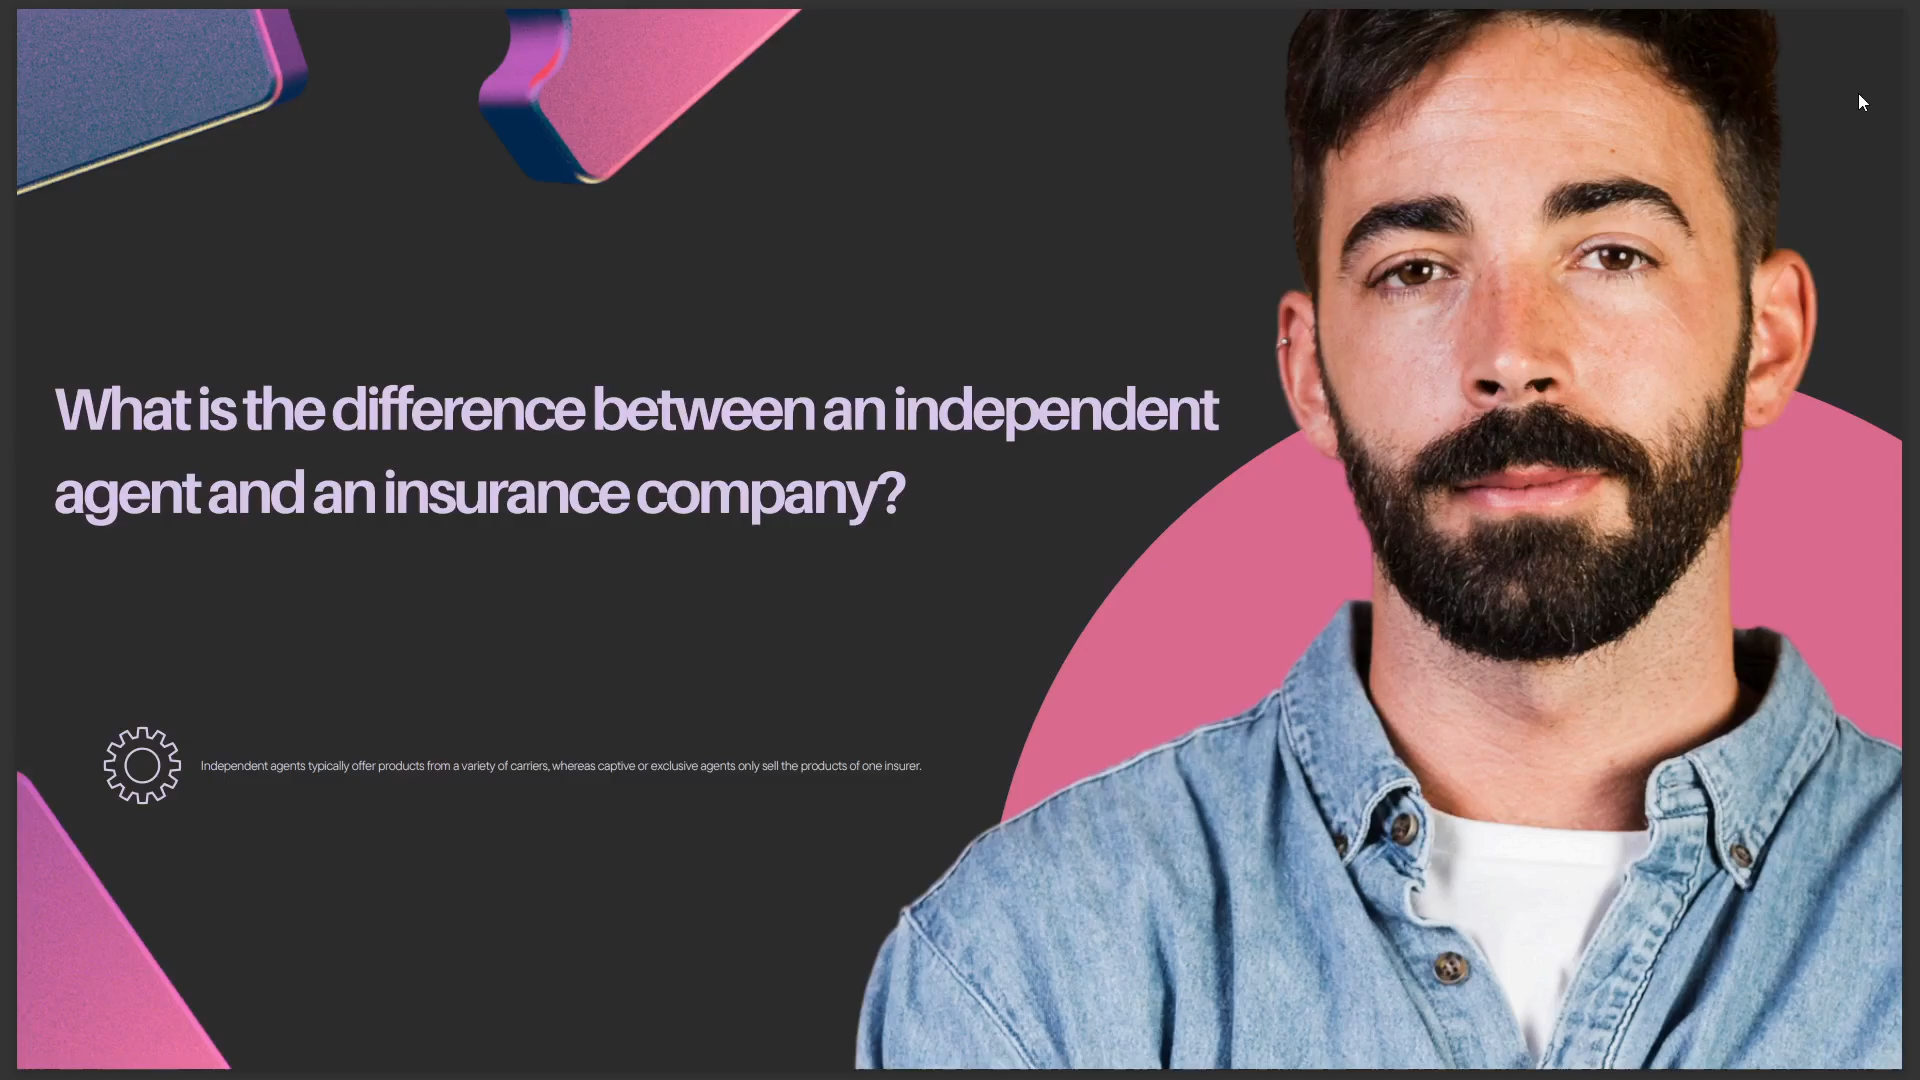 What is the difference between an independent
agent and an insurance company?
Independent agents typically offer products from a variety of carriers, whereas captive or exclusive agents only sell the products of one insurer.